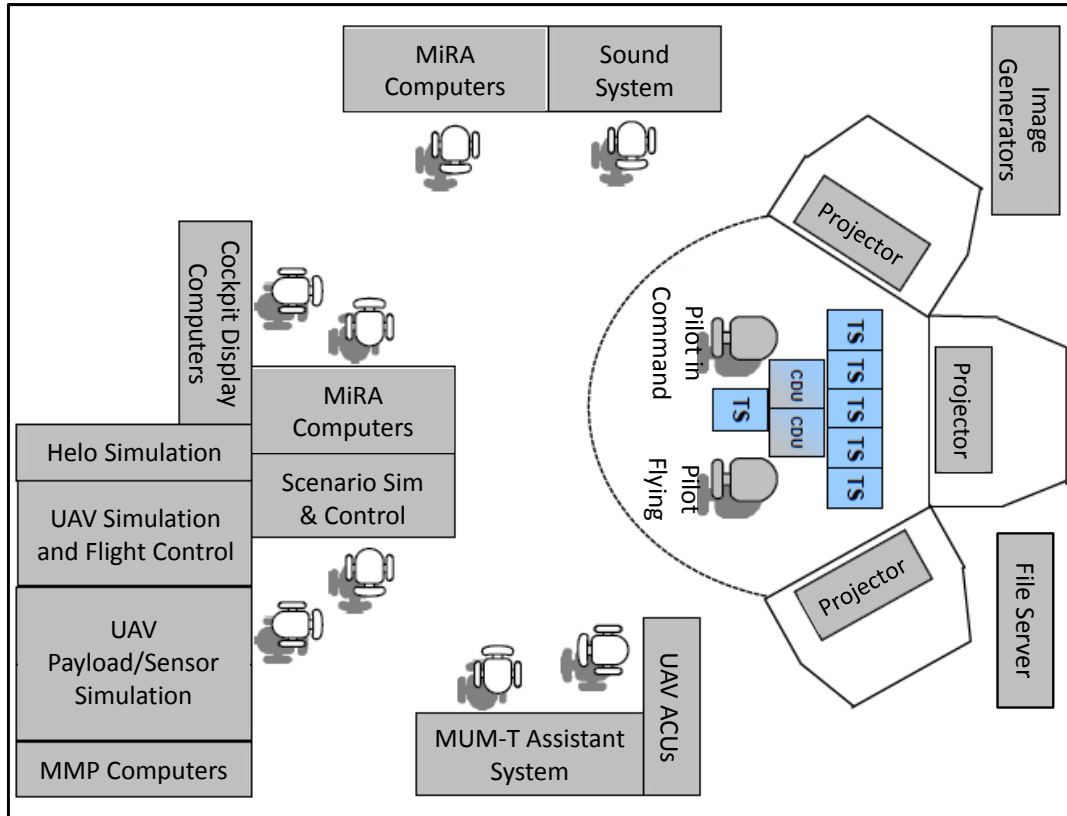 MiRA
Computers
Sound
System
Image
Generators
Projector
Cockpit Display
Computers
Pilot in
Command
TS
TS
TS
TS
TS
CDU
CDU
TS
Projector
MiRA
Computers
Helo Simulation
Pilot
Flying
Scenario Sim
& Control
UAV Simulation
and Flight Control
Projector
File Server
UAV
Payload/Sensor
Simulation
UAV ACUs
MUM-T Assistant
System
MMP Computers